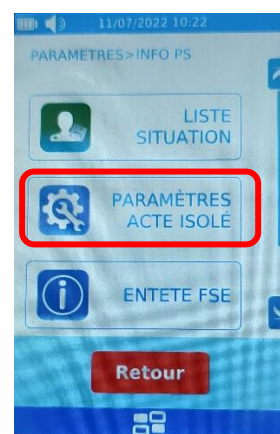 11/07/2022 10:22
PARAMETRES>INFO PS
LISTE
SITUATION
PARAMÈTRES
ACTE ISOLÉ
ENTETE FSE
Retour